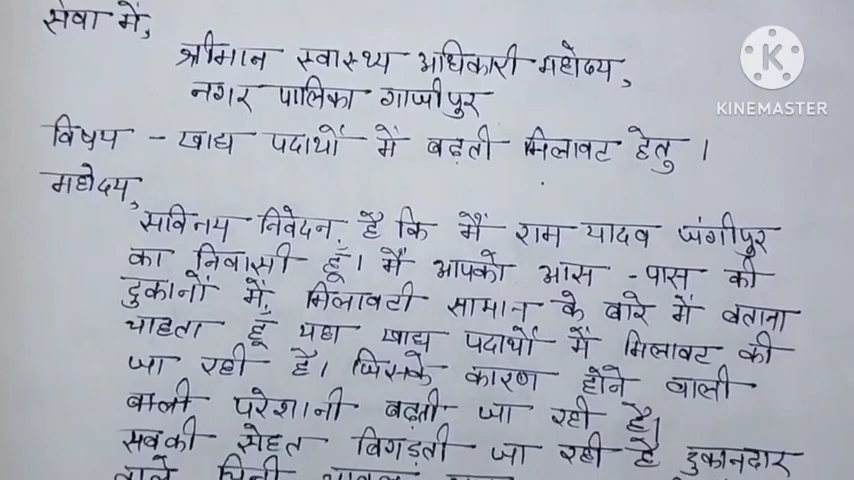 सेवा में,
श्रीमान स्वास्थ्य अधिकारी महोदय,
नगर पालिका गाजीपुर
विषय - खाद्य पदार्थो में बढ़ती मिलावट हेतु ।
महोदय,
सविनय निवेदन है कि मैं राम यादव जंगीपुर
का निवासी हूँ। मैं आपको आस - पास की
दुकानों में, मिलावटी सामान के बारे में बताना
चाहता हूँ यहा खाद्य पदार्थो में मिलावट की
जा रही है। जिसके कारण होने वाली
वाली परेशानी बढ़ती जा रही है।
सबकी सेहत बिगड़ती जा रही है दुकानदार
KINEMASTER